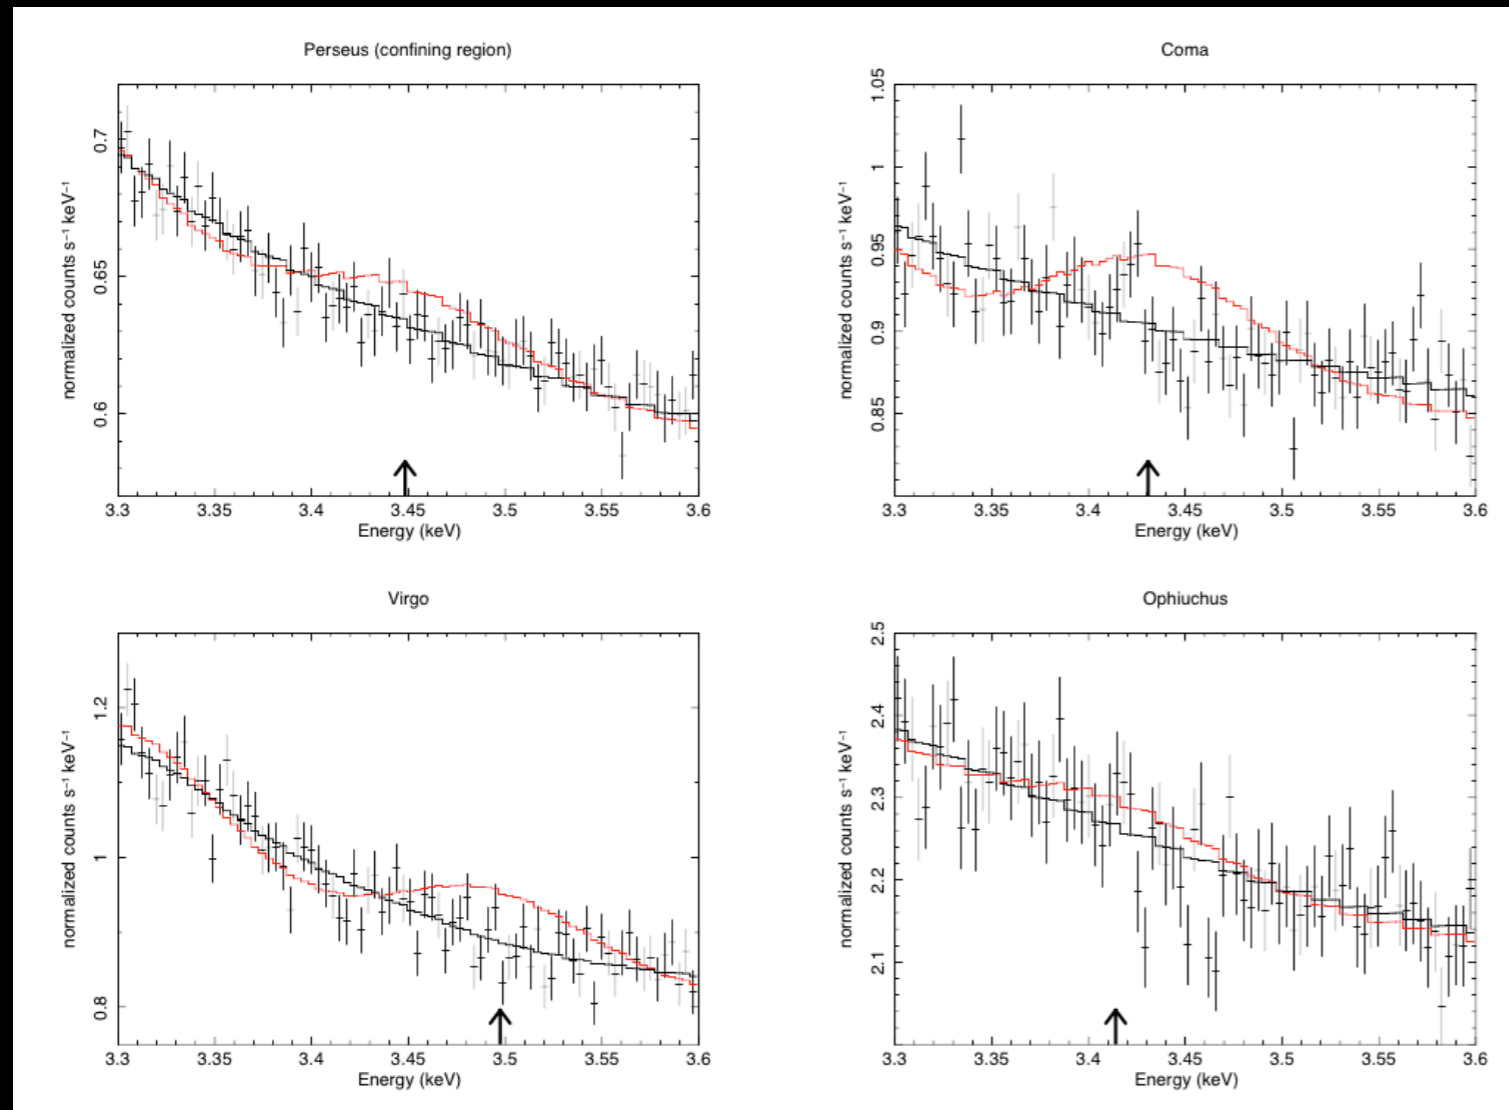 Perseus (confining region)
normalized counts s⁻¹ keV⁻¹
0.7
0.65
0.6
3.3 3.35 3.4 3.45 3.5 3.55 3.6
Energy (keV)
Coma
normalized counts s⁻¹ keV⁻¹
1.05
1
0.95
0.9
0.85
3.3 3.35 3.4 3.45 3.5 3.55 3.6
Energy (keV)
Virgo
normalized counts s⁻¹ keV⁻¹
1.2
1
0.8
3.3 3.35 3.4 3.45 3.5 3.55 3.6
Energy (keV)
Ophiuchus
normalized counts s⁻¹ keV⁻¹
2.5
2.4
2.3
2.2
2.1
3.3 3.35 3.4 3.45 3.5 3.55 3.6
Energy (keV)